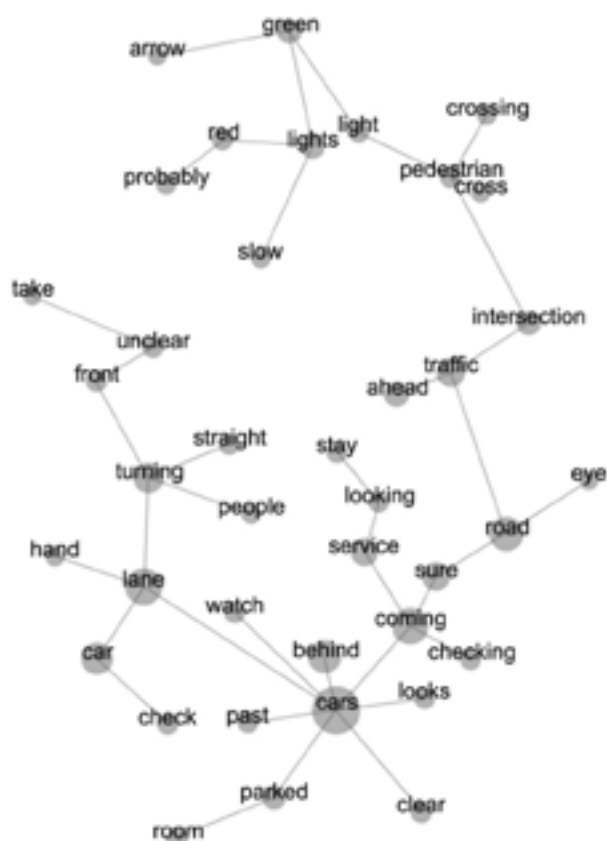 green
arrow
crossing
red
lights
light
probably
pedestrian
cross
slow
take
intersection
unclear
traffic
front
ahead
straight
stay
turning
eye
looking
people
road
hand
service
lane
sure
watch
coming
car
behind
checking
looks
check
past
cars
parked
clear
room